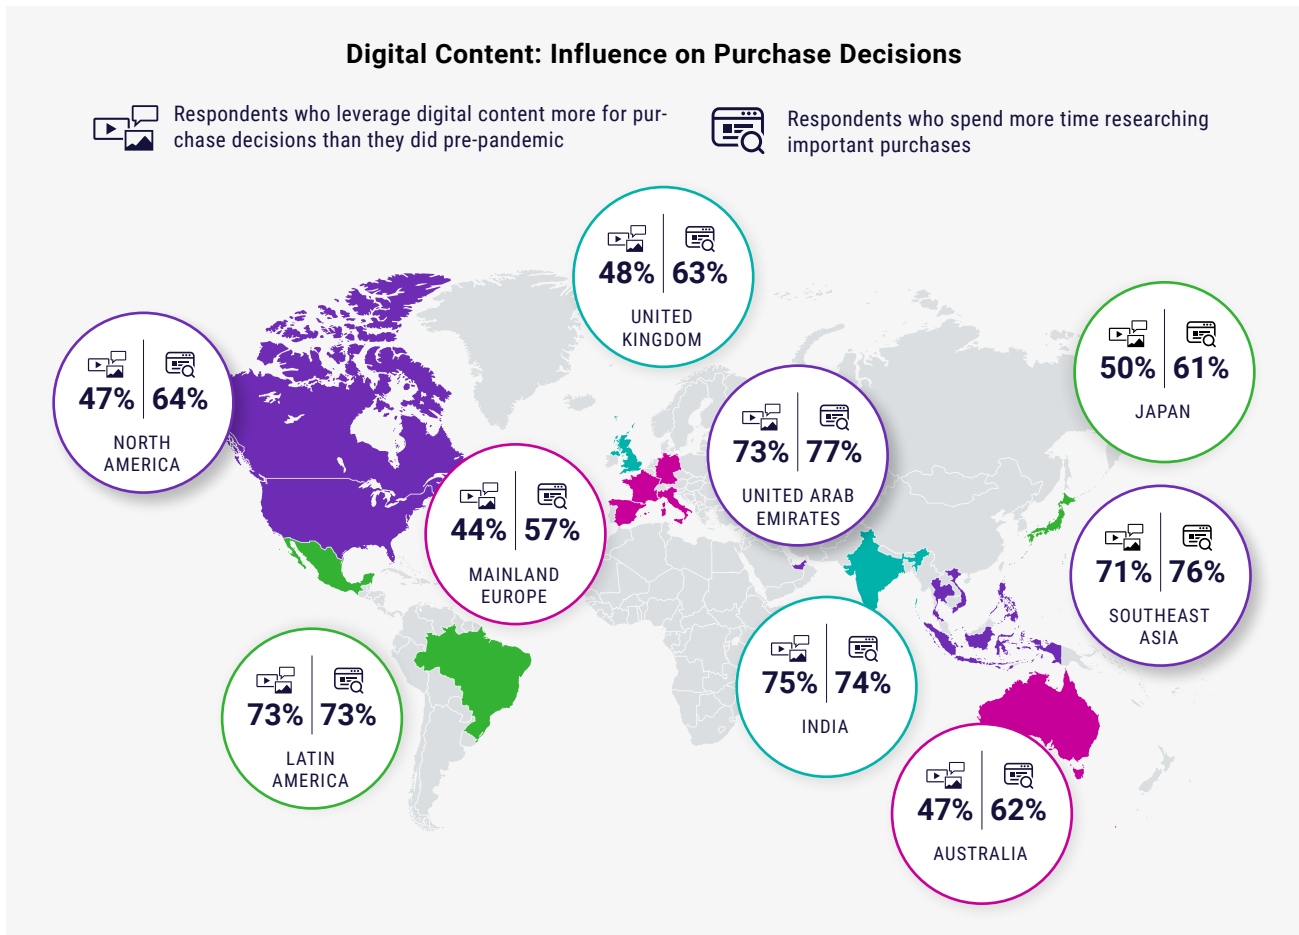 Digital Content: Influence on Purchase Decisions
Respondents who leverage digital content more for pur-
chase decisions than they did pre-pandemic
Respondents who spend more time researching
important purchases
48% 63%
UNITED
KINGDOM
50% 61%
JAPAN
47% 64%
NORTH
AMERICA
73% 77%
UNITED ARAB
EMIRATES
44% 57%
MAINLAND
EUROPE
71% 76%
SOUTHEAST
ASIA
75% 74%
INDIA
73% 73%
LATIN
AMERICA
47% 62%
AUSTRALIA